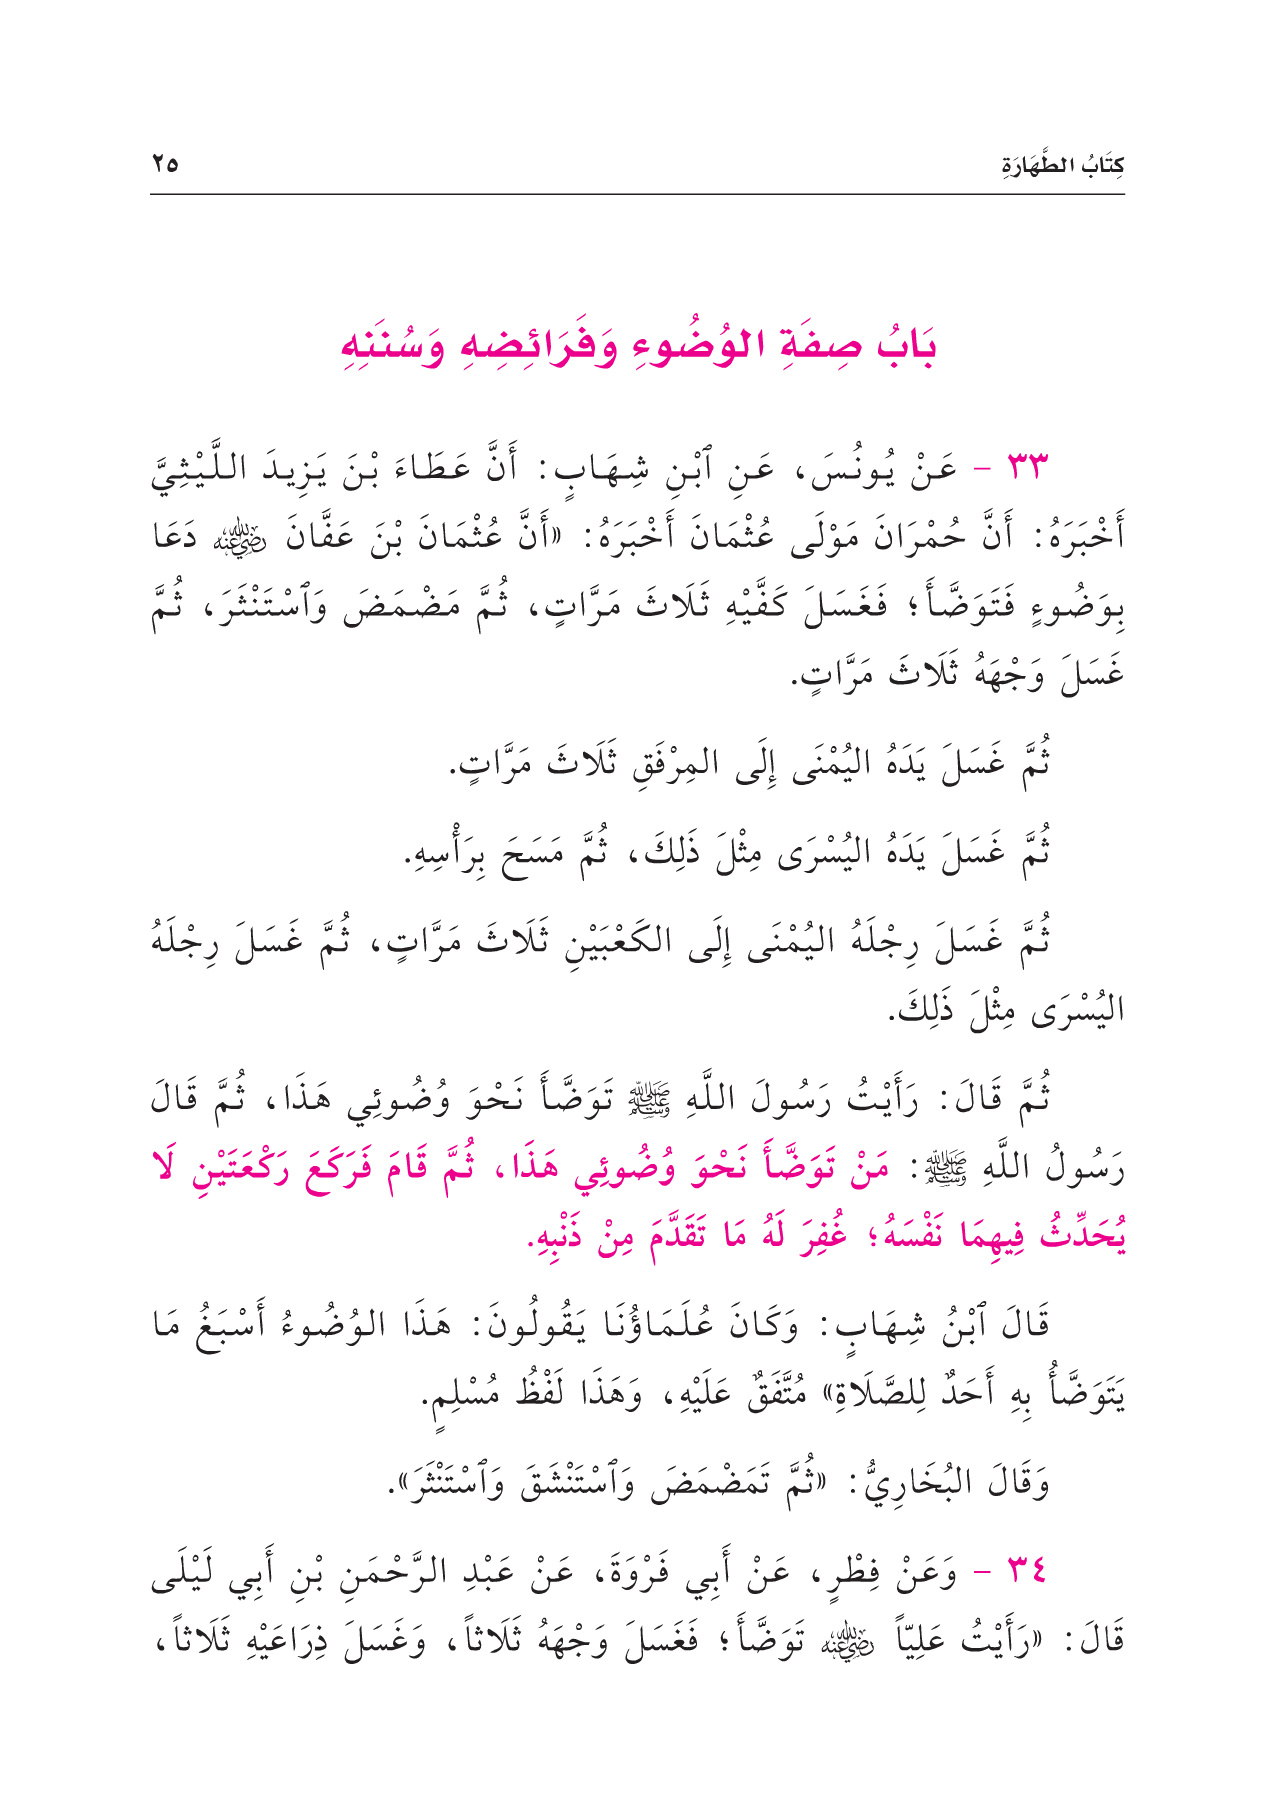 كِتَابُ الطَّهَارَةِ ٢٥
بَابُ صِفَةِ الوُضُوءِ وَفَرَائِضِهِ وَسُنَنِهِ
٣٣ - عَنْ يُونُسَ، عَنِ ٱبْنِ شِهَابٍ: أَنَّ عَطَاءَ بْنَ يَزِيدَ اللَّيْثِيَّ
أَخْبَرَهُ: أَنَّ حُمْرَانَ مَوْلَى عُثْمَانَ أَخْبَرَهُ: «أَنَّ عُثْمَانَ بْنَ عَفَّانَ رضي الله عنه دَعَا
بِوَضُوءٍ فَتَوَضَّأَ؛ فَغَسَلَ كَفَّيْهِ ثَلَاثَ مَرَّاتٍ، ثُمَّ مَضْمَضَ وَٱسْتَنْثَرَ، ثُمَّ
غَسَلَ وَجْهَهُ ثَلَاثَ مَرَّاتٍ.
ثُمَّ غَسَلَ يَدَهُ اليُمْنَى إِلَى المِرْفَقِ ثَلَاثَ مَرَّاتٍ.
ثُمَّ غَسَلَ يَدَهُ اليُسْرَى مِثْلَ ذَلِكَ، ثُمَّ مَسَحَ بِرَأْسِهِ.
ثُمَّ غَسَلَ رِجْلَهُ اليُمْنَى إِلَى الكَعْبَيْنِ ثَلَاثَ مَرَّاتٍ، ثُمَّ غَسَلَ رِجْلَهُ
اليُسْرَى مِثْلَ ذَلِكَ.
ثُمَّ قَالَ: رَأَيْتُ رَسُولَ اللَّهِ ﷺ تَوَضَّأَ نَحْوَ وُضُوئِي هَذَا، ثُمَّ قَالَ
رَسُولُ اللَّهِ ﷺ: مَنْ تَوَضَّأَ نَحْوَ وُضُوئِي هَذَا، ثُمَّ قَامَ فَرَكَعَ رَكْعَتَيْنِ لَا
يُحَدِّثُ فِيهِمَا نَفْسَهُ؛ غُفِرَ لَهُ مَا تَقَدَّمَ مِنْ ذَنْبِهِ.
قَالَ ٱبْنُ شِهَابٍ: وَكَانَ عُلَمَاؤُنَا يَقُولُونَ: هَذَا الوُضُوءُ أَسْبَغُ مَا
يَتَوَضَّأُ بِهِ أَحَدٌ لِلصَّلَاةِ» مُتَّفَقٌ عَلَيْهِ، وَهَذَا لَفْظُ مُسْلِمٍ.
وَقَالَ البُخَارِيُّ: «ثُمَّ تَمَضْمَضَ وَٱسْتَنْشَقَ وَٱسْتَنْثَرَ».
٣٤ - وَعَنْ فِطْرٍ، عَنْ أَبِي فَرْوَةَ، عَنْ عَبْدِ الرَّحْمَنِ بْنِ أَبِي لَيْلَى
قَالَ: «رَأَيْتُ عَلِيّاً رضي الله عنه تَوَضَّأَ؛ فَغَسَلَ وَجْهَهُ ثَلَاثاً، وَغَسَلَ ذِرَاعَيْهِ ثَلَاثاً،